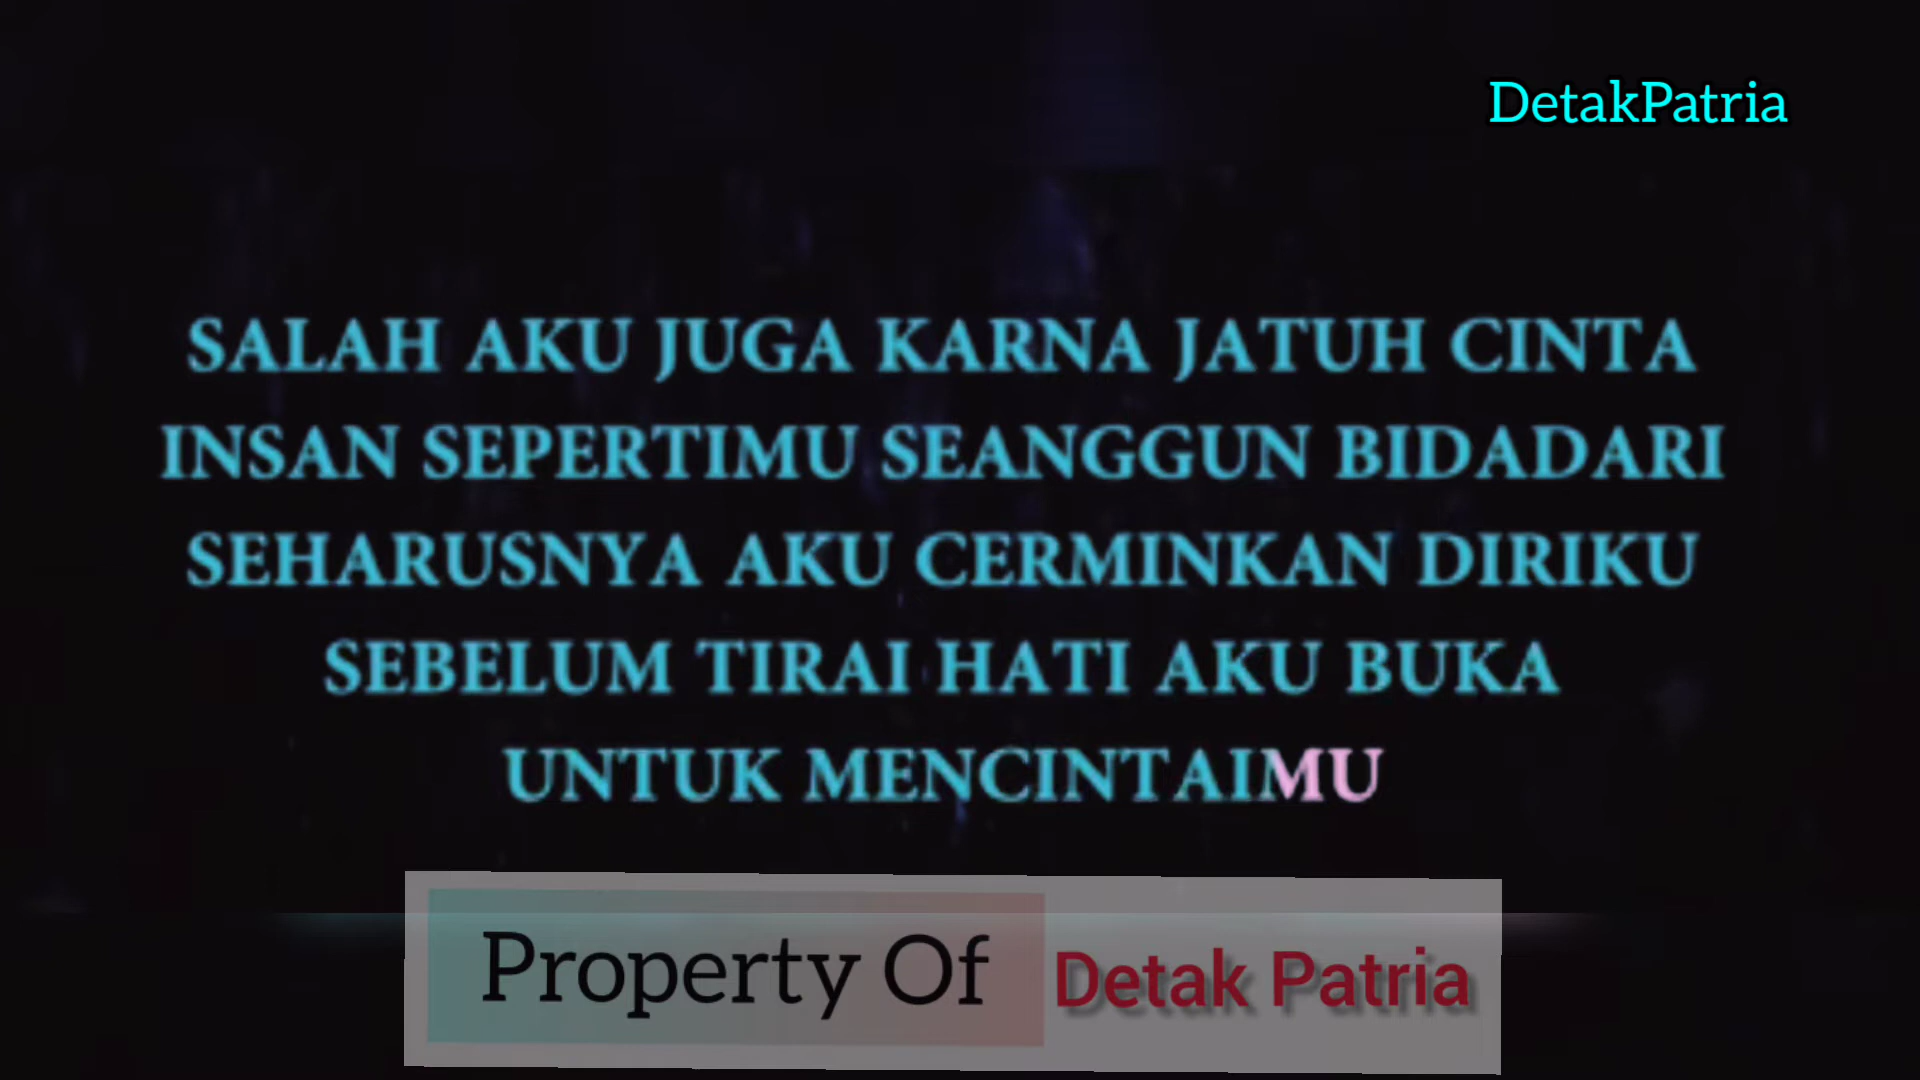 DetakPatria
SALAH AKU JUGA KARNA JATUH CINTA
INSAN SEPERTIMU SEANGGUN BIDADARI
SEHARUSNYA AKU CERMINKAN DIRIKU
SEBELUM TIRAI HATI AKU BUKA
UNTUK MENCINTAIMU
Property Of Detak Patria